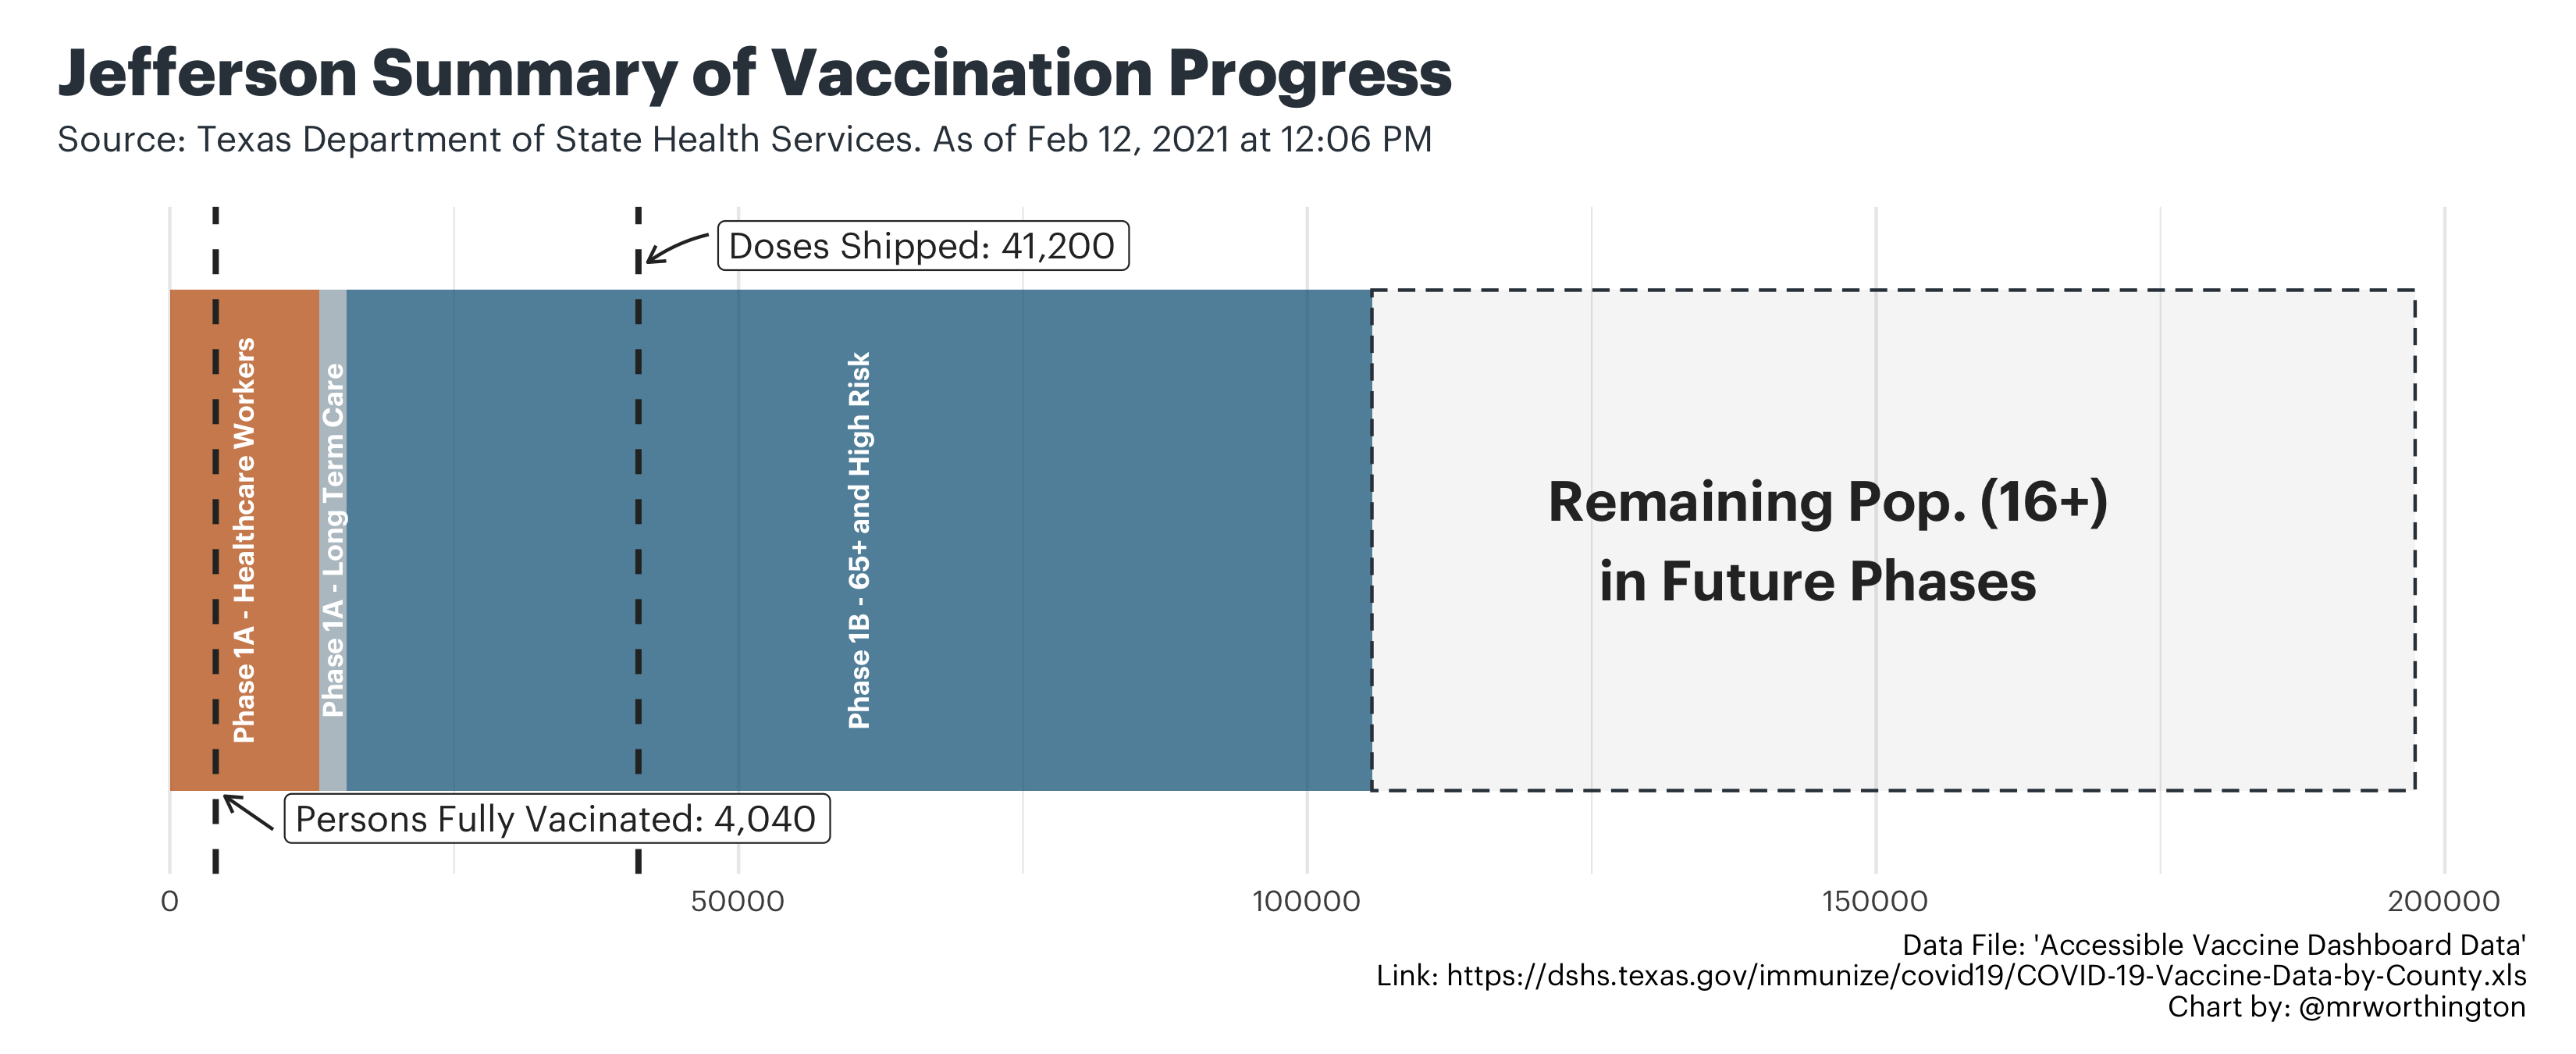 Jefferson Summary of Vaccination Progress
Source: Texas Department of State Health Services. As of Feb 12, 2021 at 12:06 PM
Doses Shipped: 41,200
Phase 1A - Healthcare Workers
Phase 1A - Long Term Care
Phase 1B - 65+ and High Risk
Remaining Pop. (16+)
in Future Phases
Persons Fully Vacinated: 4,040
0 50000 100000 150000 200000
Data File: 'Accessible Vaccine Dashboard Data'
Link: https://dshs.texas.gov/immunize/covid19/COVID-19-Vaccine-Data-by-County.xls
Chart by: @mrworthington